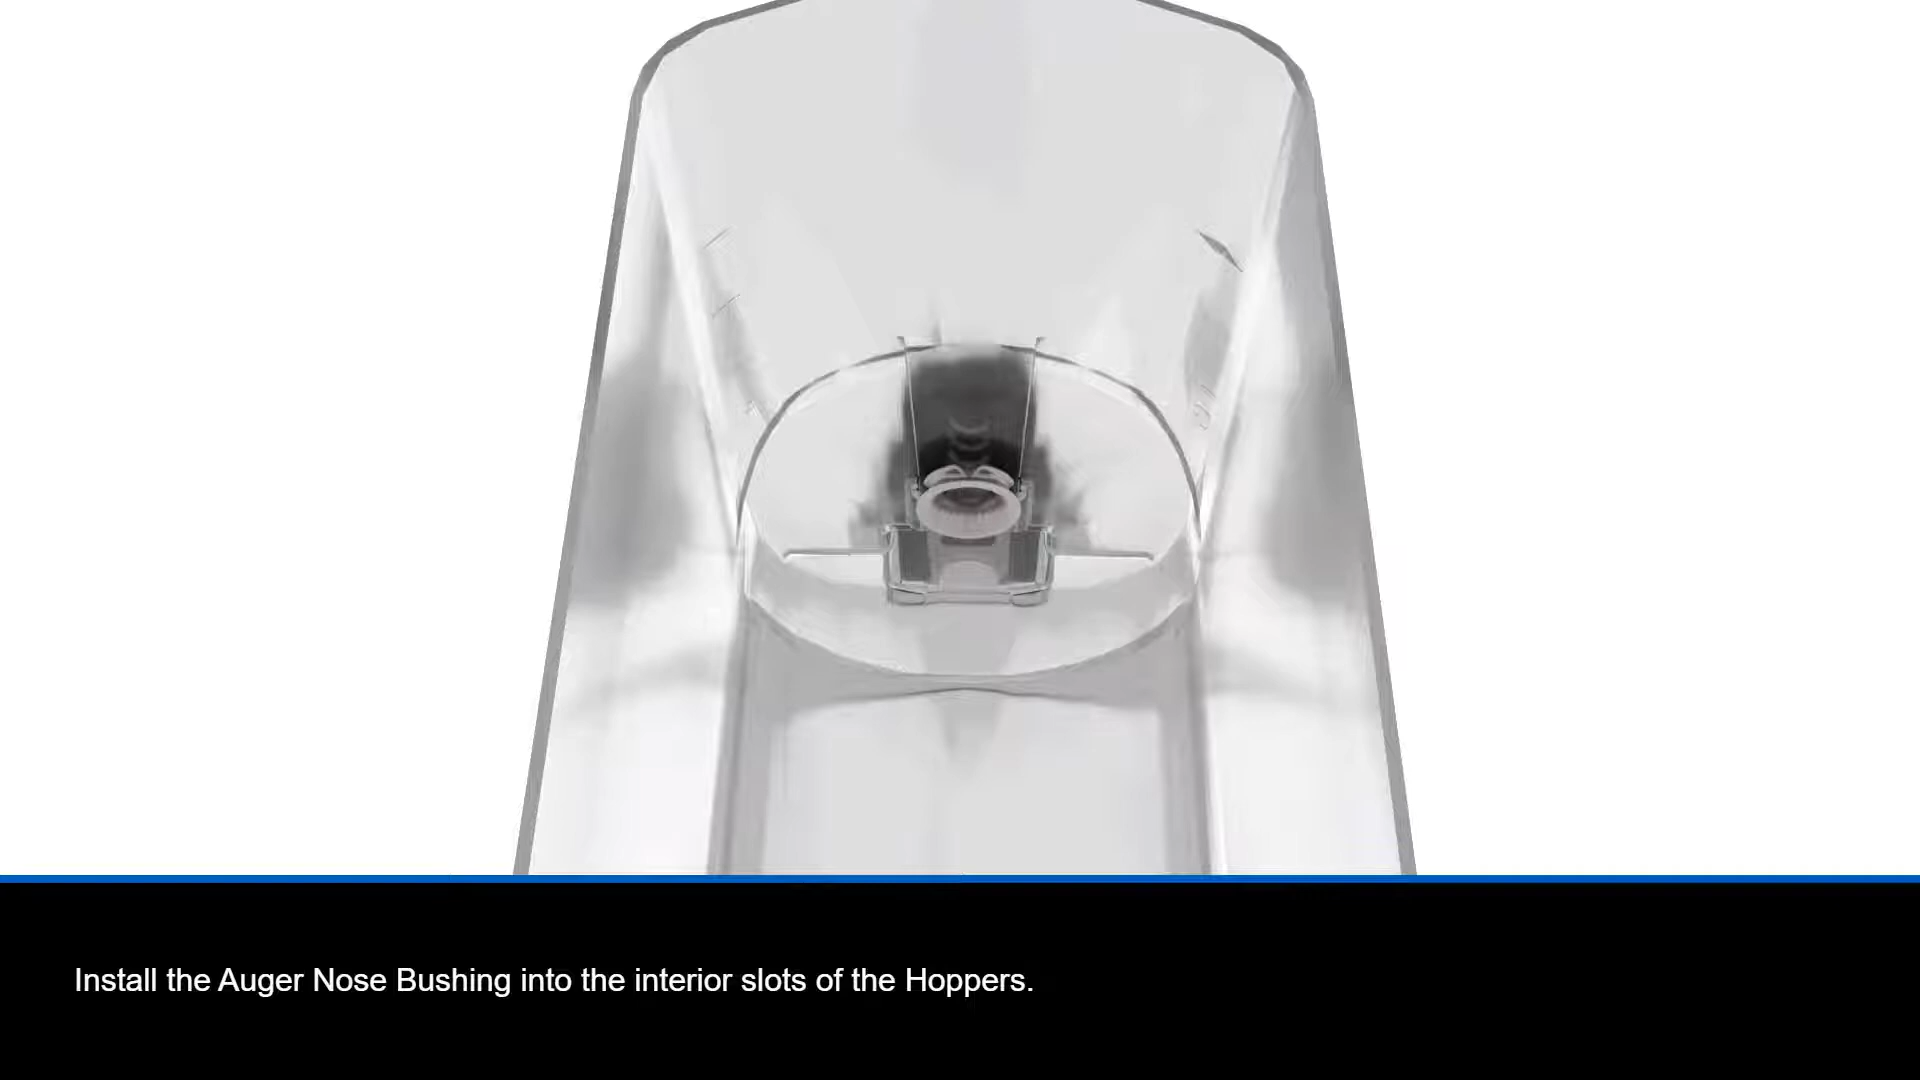 Install the Auger Nose Bushing into the interior slots of the Hoppers.